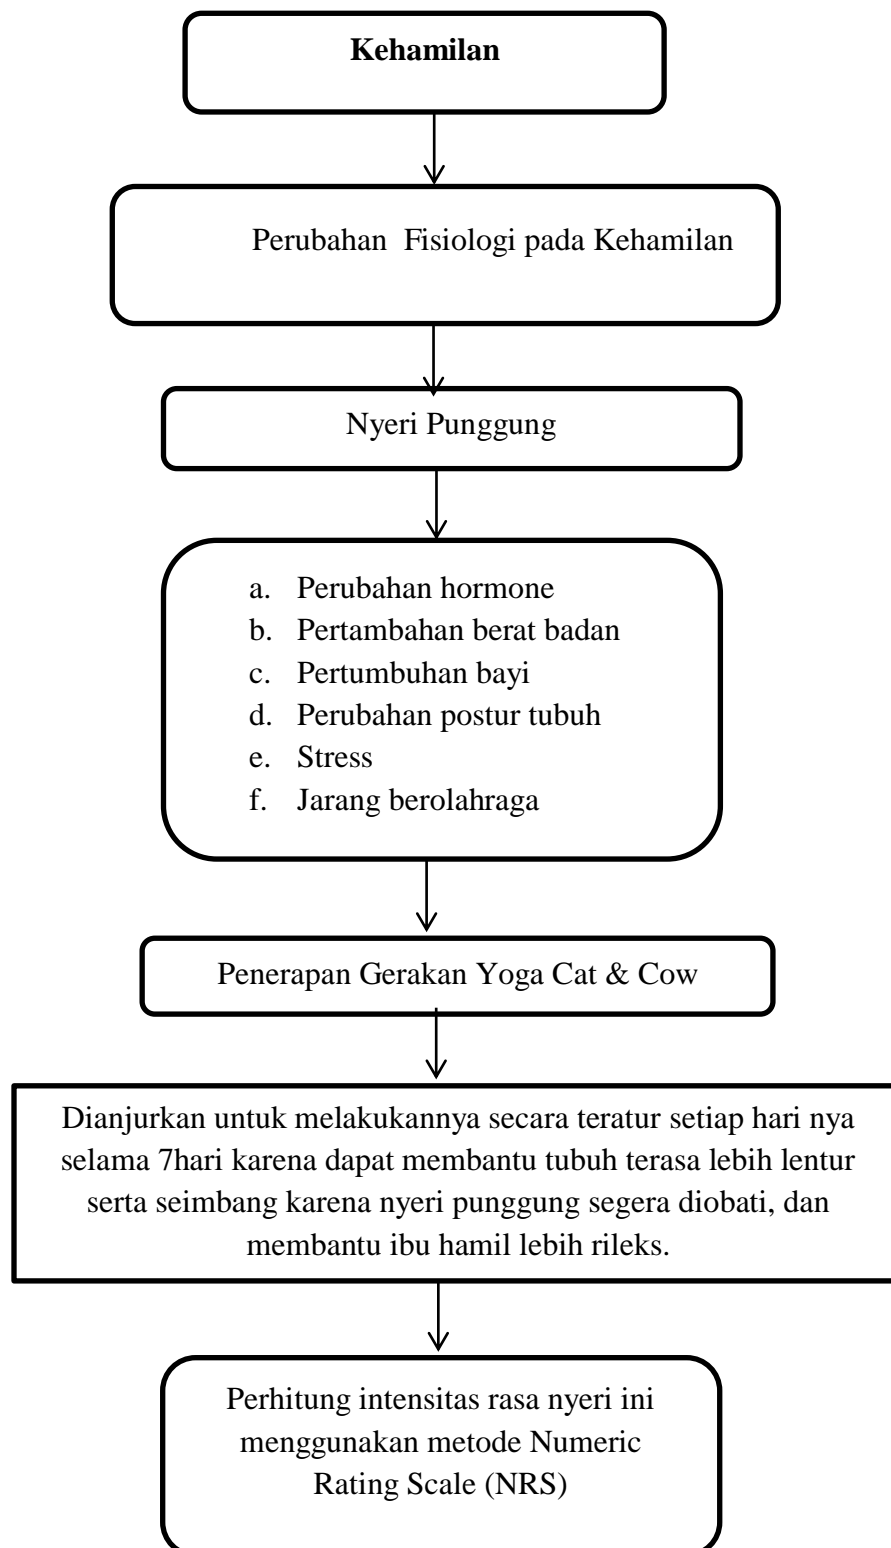 Kehamilan
Perubahan  Fisiologi pada Kehamilan
Nyeri Punggung
a. Perubahan hormone
b. Pertambahan berat badan
c. Pertumbuhan bayi
d. Perubahan postur tubuh
e. Stress
f. Jarang berolahraga
Penerapan Gerakan Yoga Cat & Cow
Dianjurkan untuk melakukannya secara teratur setiap hari nya
selama 7hari karena dapat membantu tubuh terasa lebih lentur
serta seimbang karena nyeri punggung segera diobati, dan
membantu ibu hamil lebih rileks.
Perhitung intensitas rasa nyeri ini
menggunakan metode Numeric
Rating Scale (NRS)